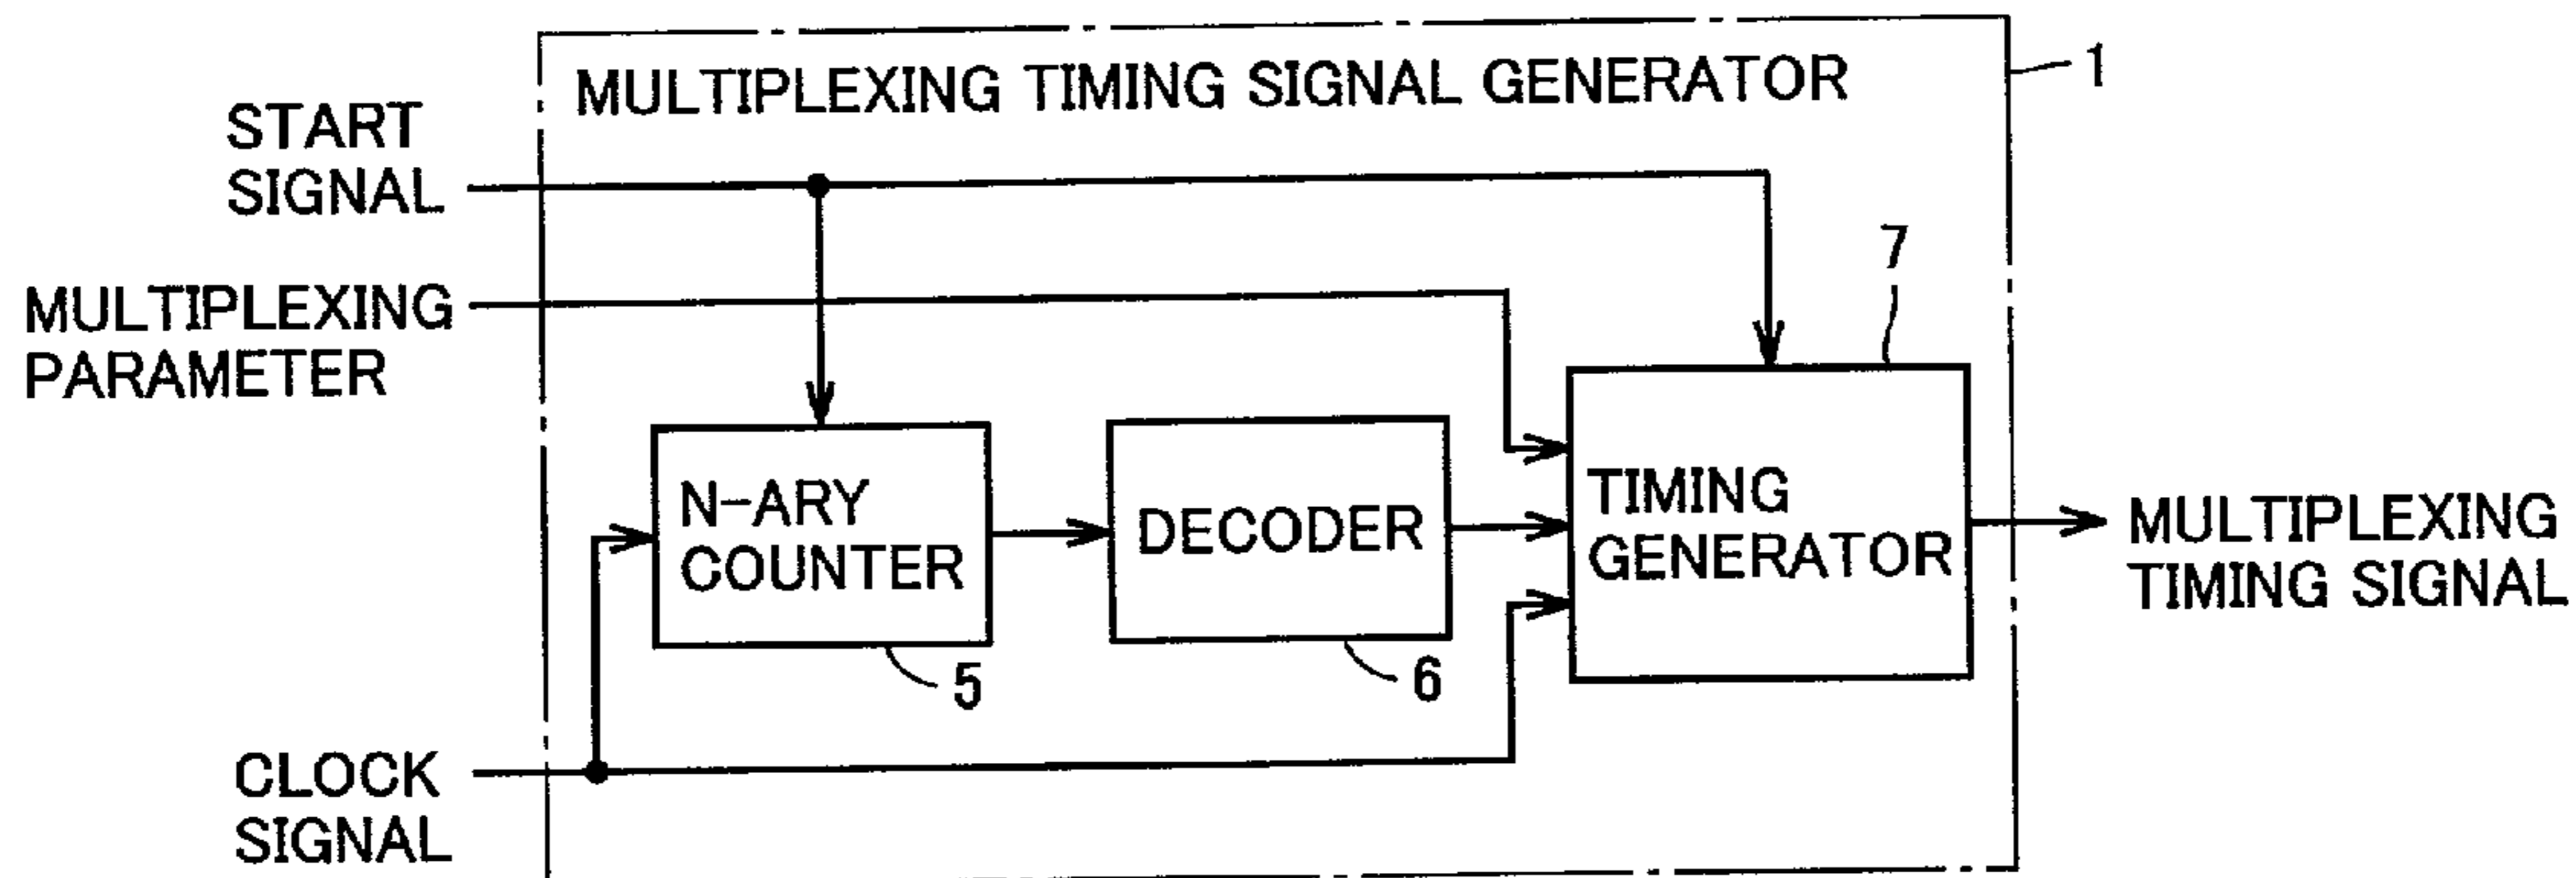 MULTIPLEXING TIMING SIGNAL GENERATOR
1
START
SIGNAL
MULTIPLEXING
PARAMETER
7
N-ARY
COUNTER
DECODER
TIMING
GENERATOR
MULTIPLEXING
TIMING SIGNAL
5
6
CLOCK
SIGNAL